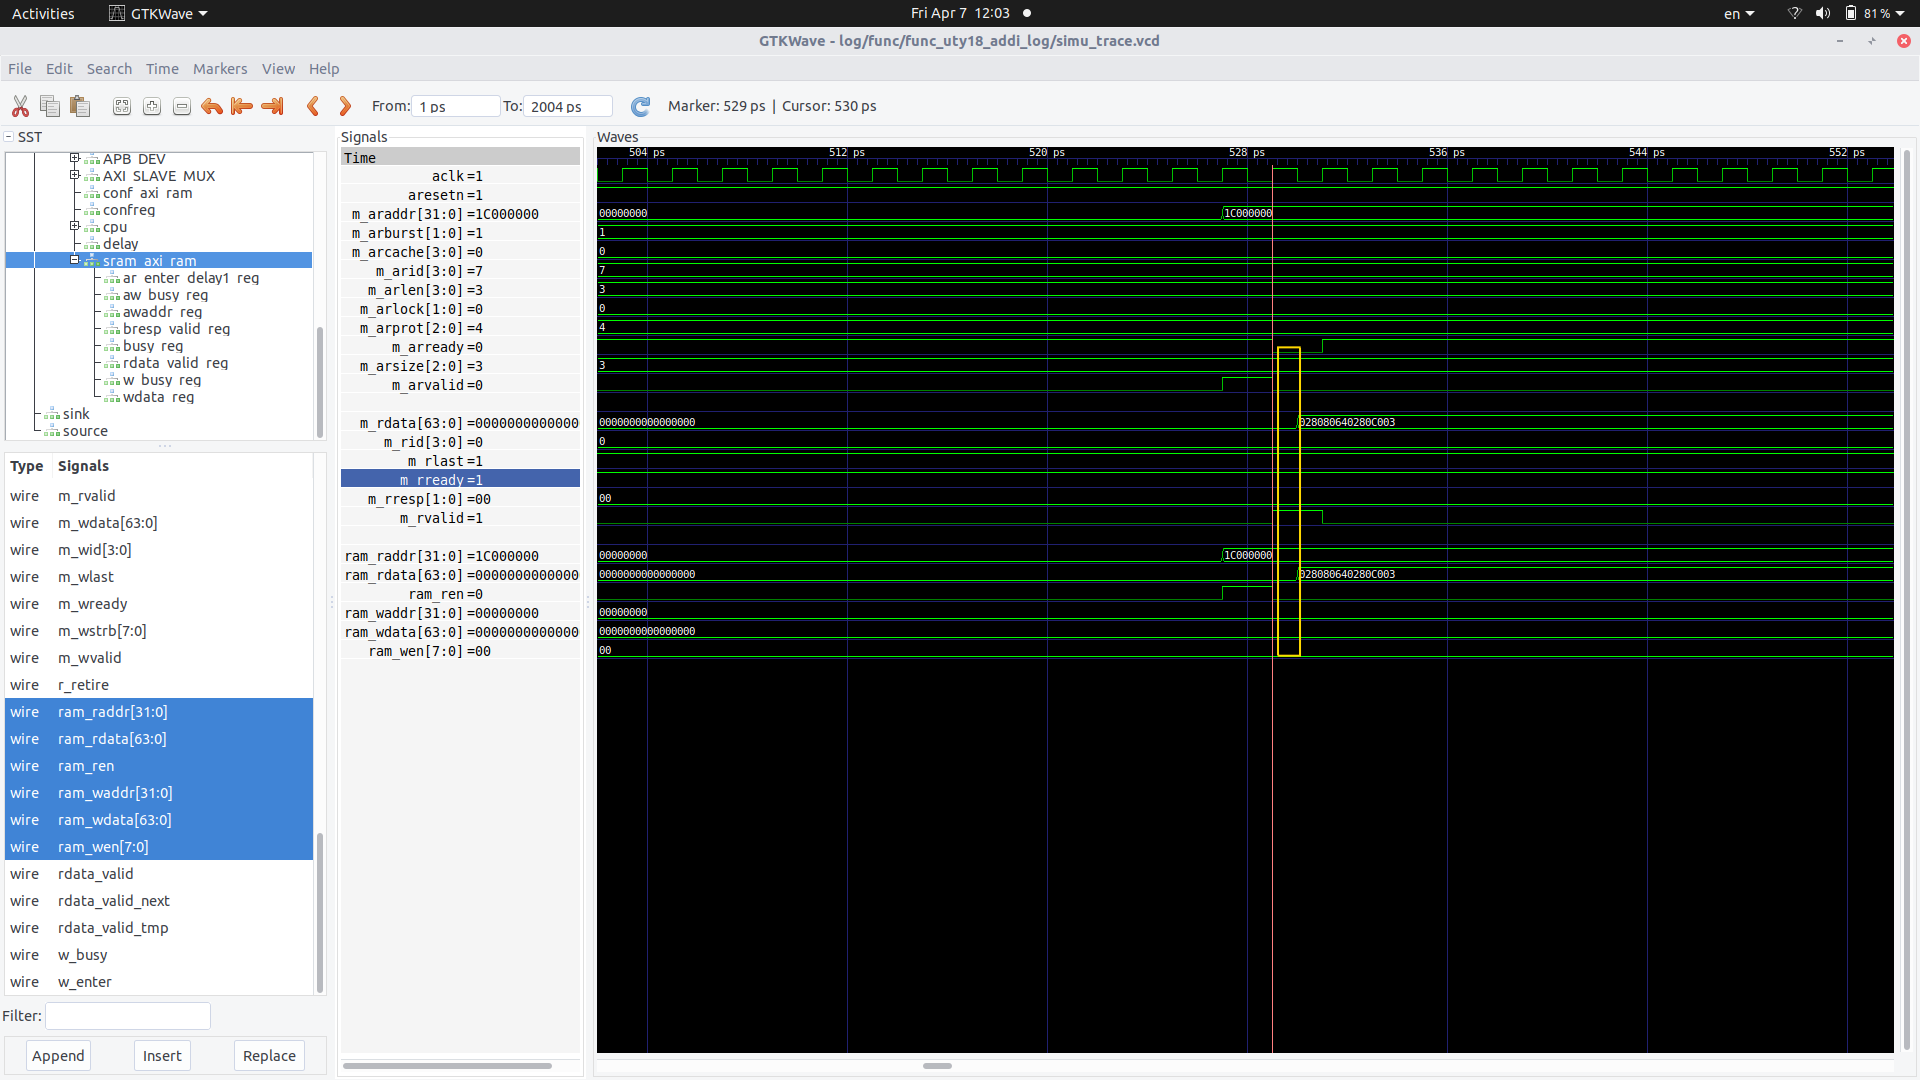 Activities GTKWave Fri Apr 7 12:03 en 81 %
GTKWave - log/func/func_uty18_addi_log/simu_trace.vcd
File Edit Search Time Markers View Help
From: 1 ps To: 2004 ps Marker: 529 ps | Cursor: 530 ps
SST
APB DEV
AXI SLAVE MUX
conf axi ram
confreg
cpu
delay
sram axi ram
ar enter delay1 reg
aw busy reg
awaddr reg
bresp valid reg
busy reg
rdata valid reg
w busy reg
wdata reg
sink
source
Type Signals
wire m_rvalid
wire m_wdata[63:0]
wire m_wid[3:0]
wire m_wlast
wire m_wready
wire m_wstrb[7:0]
wire m_wvalid
wire r_retire
wire ram_raddr[31:0]
wire ram_rdata[63:0]
wire ram_ren
wire ram_waddr[31:0]
wire ram_wdata[63:0]
wire ram_wen[7:0]
wire rdata_valid
wire rdata_valid_next
wire rdata_valid_tmp
wire w_busy
wire w_enter
Filter:
Append Insert Replace
Signals
Time
aclk =1
aresetn =1
m_araddr[31:0] =1C000000
m_arburst[1:0] =1
m_arcache[3:0] =0
m_arid[3:0] =7
m_arlen[3:0] =3
m_arlock[1:0] =0
m_arprot[2:0] =4
m_arready =0
m_arsize[2:0] =3
m_arvalid =0
m_rdata[63:0] =0000000000000
m_rid[3:0] =0
m_rlast =1
m_rready =1
m_rresp[1:0] =00
m_rvalid =1
ram_raddr[31:0] =1C000000
ram_rdata[63:0] =0000000000000
ram_ren =0
ram_waddr[31:0] =00000000
ram_wdata[63:0] =0000000000000
ram_wen[7:0] =00
Waves
504 ps 512 ps 520 ps 528 ps 536 ps 544 ps 552 ps
00000000 1C000000
1
0
7
3
0
4
3
0000000000000000 028080640280C003
0
00
00000000 1C000000
0000000000000000 028080640280C003
00000000
0000000000000000
00